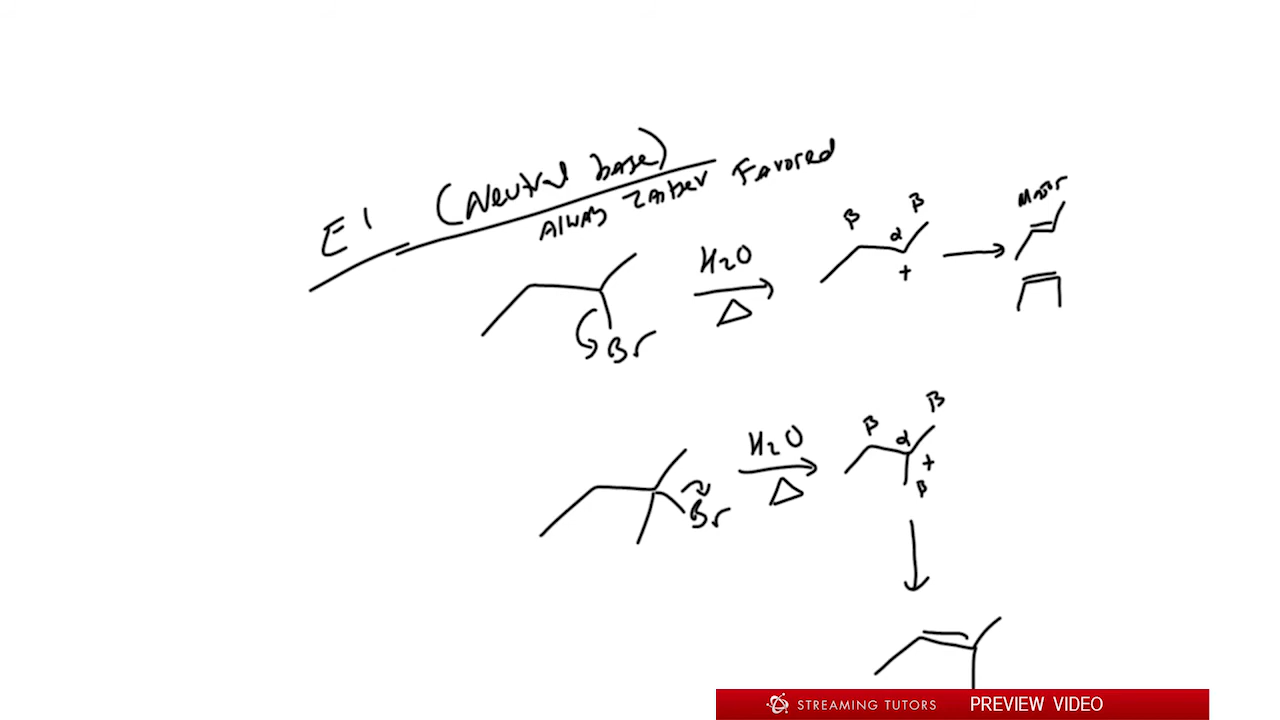 E1 (Neutral base)
Always Zaitsev Favored
Major
β
α
β
+
H2O
Δ
Br
β
α
β
+
β
H2O
Δ
Br
STREAMING TUTORS PREVIEW VIDEO